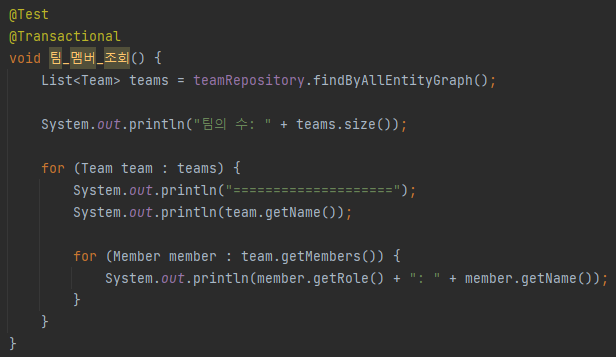 @Test
@Transactional
void 팀_멤버_조회() {
List<Team> teams = teamRepository.findByAllEntityGraph();
System.out.println("팀의 수: " + teams.size());
for (Team team : teams) {
System.out.println("====================");
System.out.println(team.getName());
for (Member member : team.getMembers()) {
System.out.println(member.getRole() + ": " + member.getName());
}
}
}